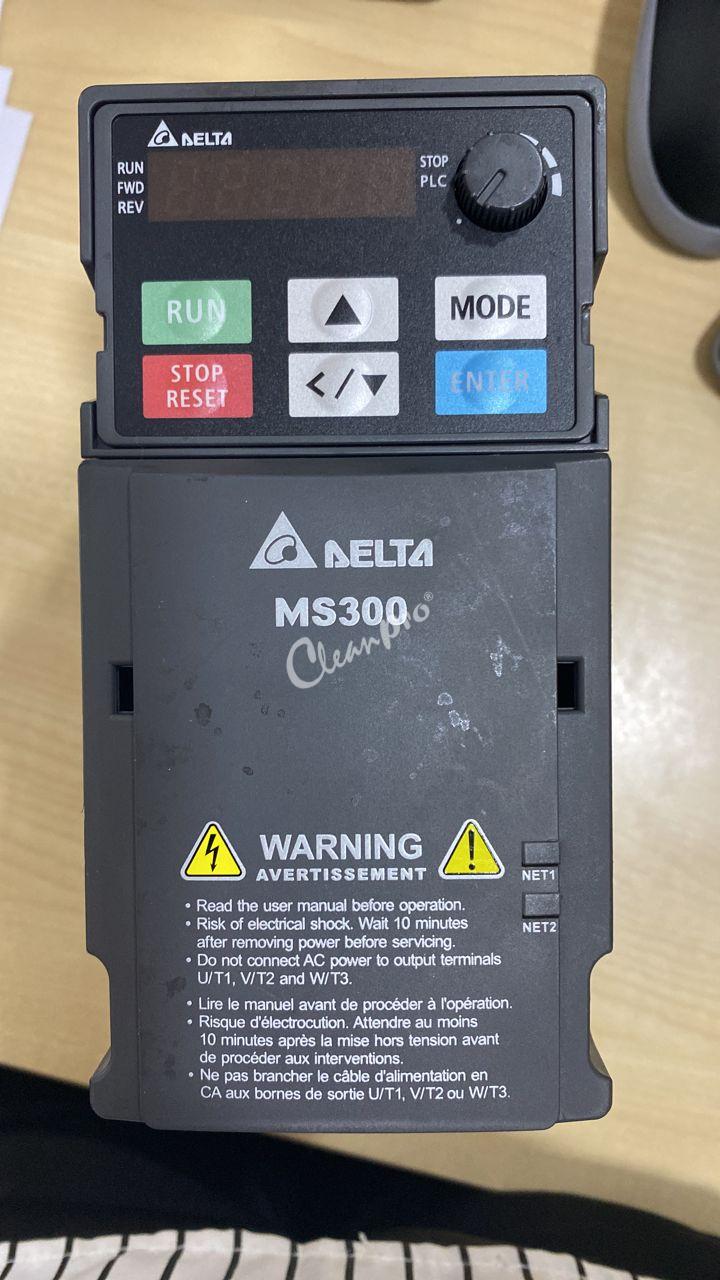 DELTA
RUN
FWD
REV
STOP
PLC
RUN
MODE
STOP
RESET
</
ENTER
DELTA
MS300
Cleanpro®
WARNING
AVERTISSEMENT
NET1
NET2
• Read the user manual before operation.
• Risk of electrical shock. Wait 10 minutes
after removing power before servicing.
• Do not connect AC power to output terminals
U/T1, V/T2 and W/T3.
• Lire le manuel avant de procéder à l'opération.
• Risque d'électrocution. Attendre au moins
10 minutes après la mise hors tension avant
de procéder aux interventions.
• Ne pas brancher le câble d'alimentation en
CA aux bornes de sortie U/T1, V/T2 ou W/T3.